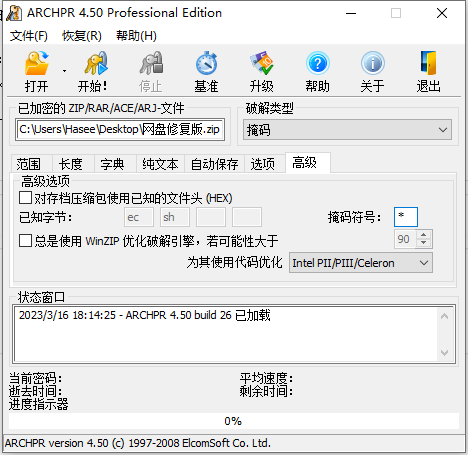 ARCHPR 4.50 Professional Edition
文件(F) 恢复(R) 帮助(H)
打开 开始! 停止 基准 升级 帮助 关于 退出
已加密的 ZIP/RAR/ACE/ARJ-文件 破解类型
C:\Users\Hasee\Desktop\网盘修复版.zip 掩码
范围 长度 字典 纯文本 自动保存 选项 高级
高级选项
对存档压缩包使用已知的文件头 (HEX)
已知字节: ec sh 掩码符号: *
总是使用 WinZIP 优化破解引擎，若可能性大于 90
为其使用代码优化 Intel PII/PIII/Celeron
状态窗口
2023/3/16 18:14:25 - ARCHPR 4.50 build 26 已加载
当前密码: 平均速度:
逝去时间: 剩余时间:
进度指示器
0%
ARCHPR version 4.50 (c) 1997-2008 ElcomSoft Co. Ltd.